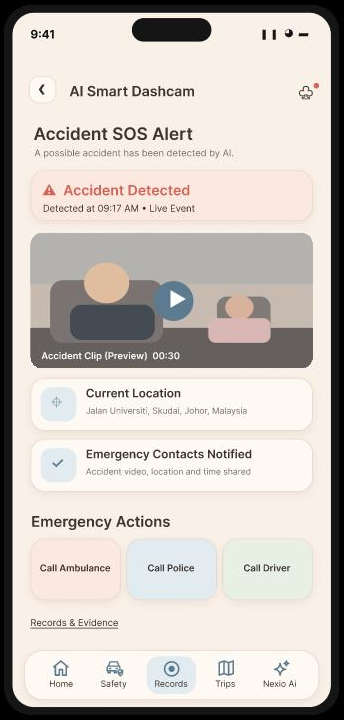 9:41
AI Smart Dashcam
Accident SOS Alert
A possible accident has been detected by AI.
Accident Detected
Detected at 09:17 AM • Live Event
Accident Clip (Preview) 00:30
Current Location
Jalan Universiti, Skudai, Johor, Malaysia
Emergency Contacts Notified
Accident video, location and time shared
Emergency Actions
Call Ambulance Call Police Call Driver
Records & Evidence
Home Safety Records Trips Nexio Ai